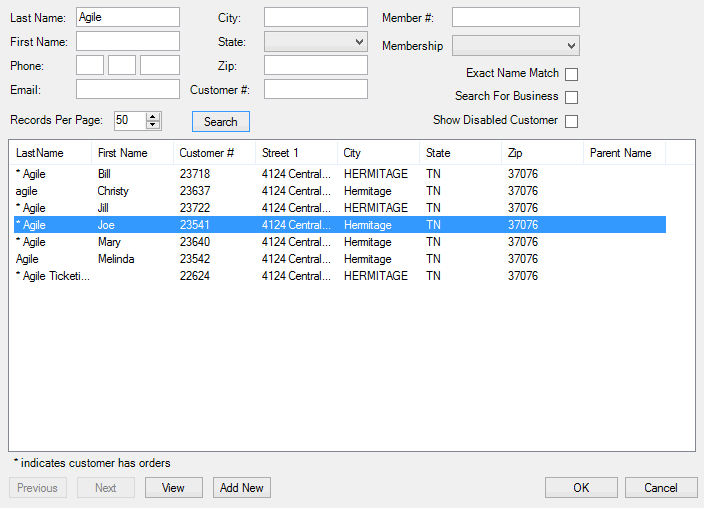 Last Name: Agile City: Member #:
First Name: State: Membership
Phone: Zip: Exact Name Match
Email: Customer #: Search For Business
Records Per Page: 50 Search Show Disabled Customer
LastName First Name Customer # Street 1 City State Zip Parent Name
* Agile Bill 23718 4124 Central... HERMITAGE TN 37076
agile Christy 23637 4124 Central... Hermitage TN 37076
* Agile Jill 23722 4124 Central... HERMITAGE TN 37076
* Agile Joe 23541 4124 Central... Hermitage TN 37076
* Agile Mary 23640 4124 Central... Hermitage TN 37076
Agile Melinda 23542 4124 Central... Hermitage TN 37076
* Agile Ticketi... 22624 4124 Central... HERMITAGE TN 37076
* indicates customer has orders
Previous Next View Add New OK Cancel